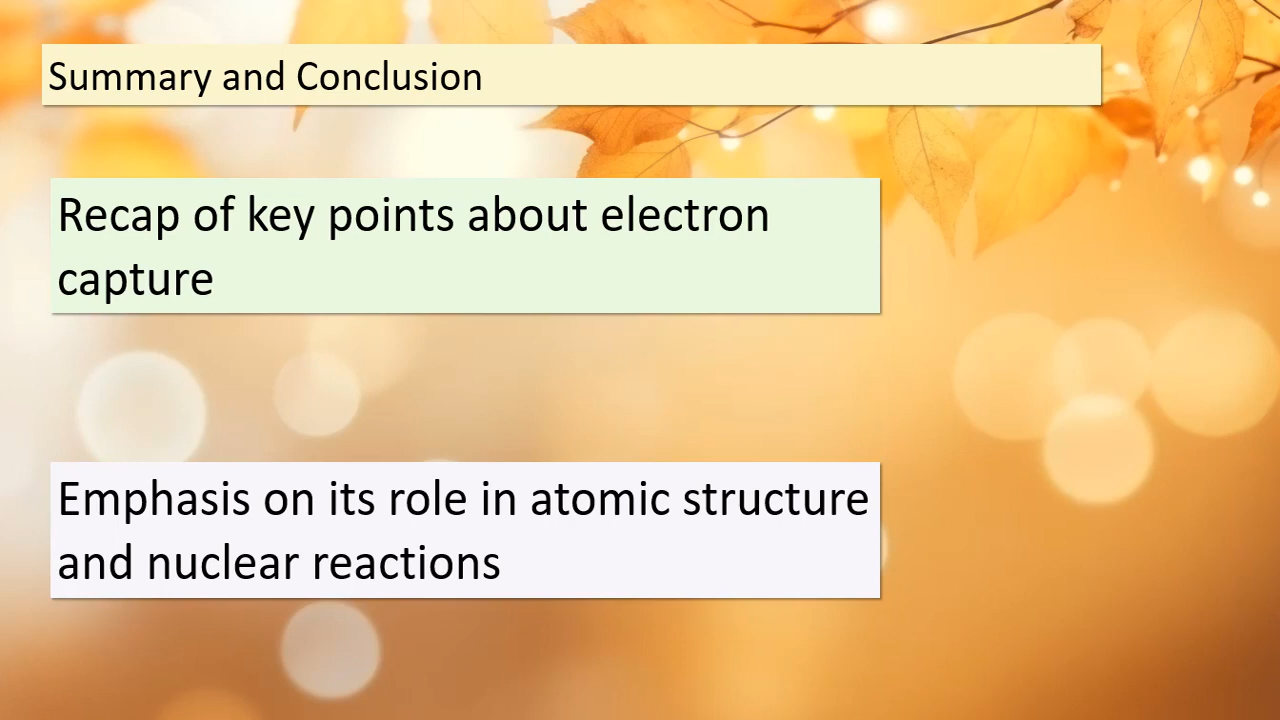 Summary and Conclusion
Recap of key points about electron
capture
Emphasis on its role in atomic structure
and nuclear reactions